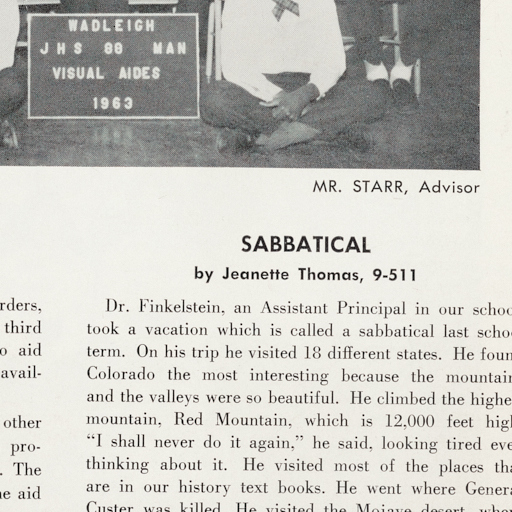 WADLEIGH
JHS 88 MAN
VISUAL AIDES
1963
MR. STARR, Advisor
rders,
third
o aid
avail-
other
pro-
. The
ne aid
SABBATICAL
by Jeanette Thomas, 9-511
Dr. Finkelstein, an Assistant Principal in our schoo
took a vacation which is called a sabbatical last scho
term. On his trip he visited 18 different states. He foun
Colorado the most interesting because the mountain
and the valleys were so beautiful. He climbed the highe
mountain, Red Mountain, which is 12,000 feet hig
“I shall never do it again,” he said, looking tired eve
thinking about it. He visited most of the places tha
are in our history text books. He went where Genera
Custer was killed. He visited the Mojave desert, wher